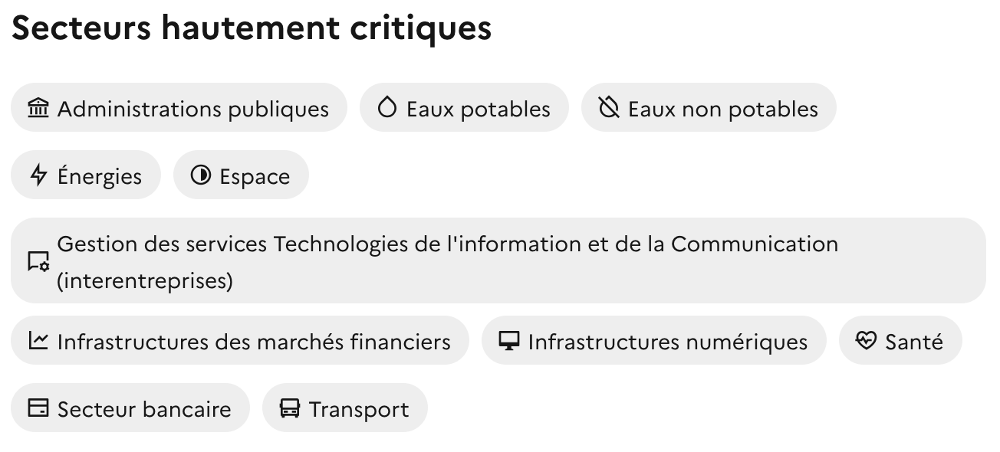 Secteurs hautement critiques
Administrations publiques
Eaux potables
Eaux non potables
Énergies
Espace
Gestion des services Technologies de l'information et de la Communication
(interentreprises)
Infrastructures des marchés financiers
Infrastructures numériques
Santé
Secteur bancaire
Transport